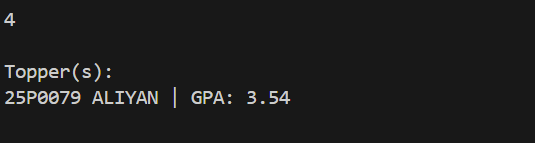 4
Topper(s):
25P0079 ALIYAN | GPA: 3.54